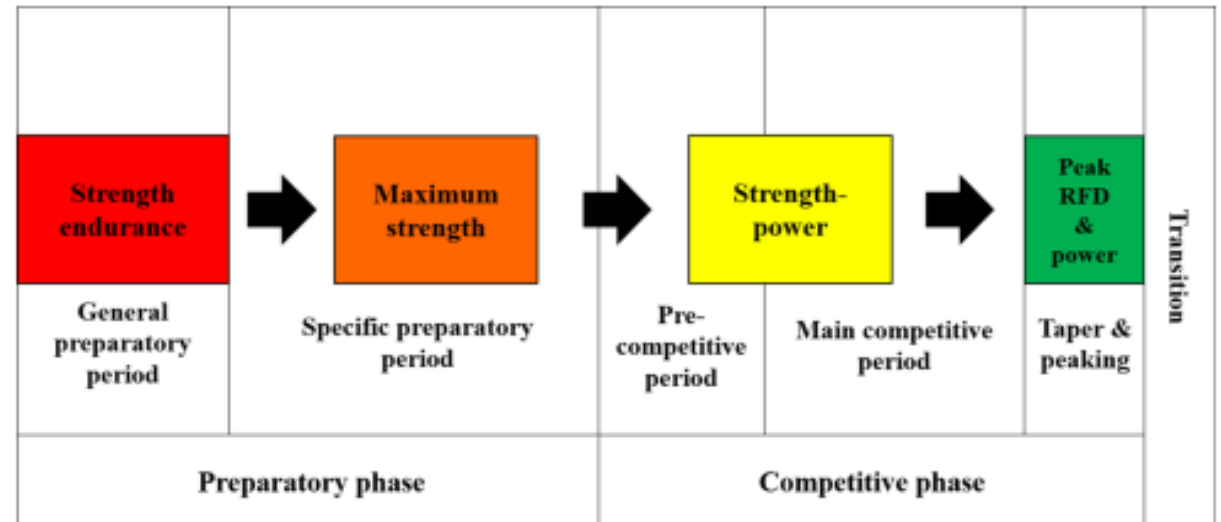 Strength
endurance
Maximum
strength
Strength-
power
Peak
RFD
&
power
Transition
General
preparatory
period
Specific preparatory
period
Pre-
competitive
period
Main competitive
period
Taper &
peaking
Preparatory phase
Competitive phase